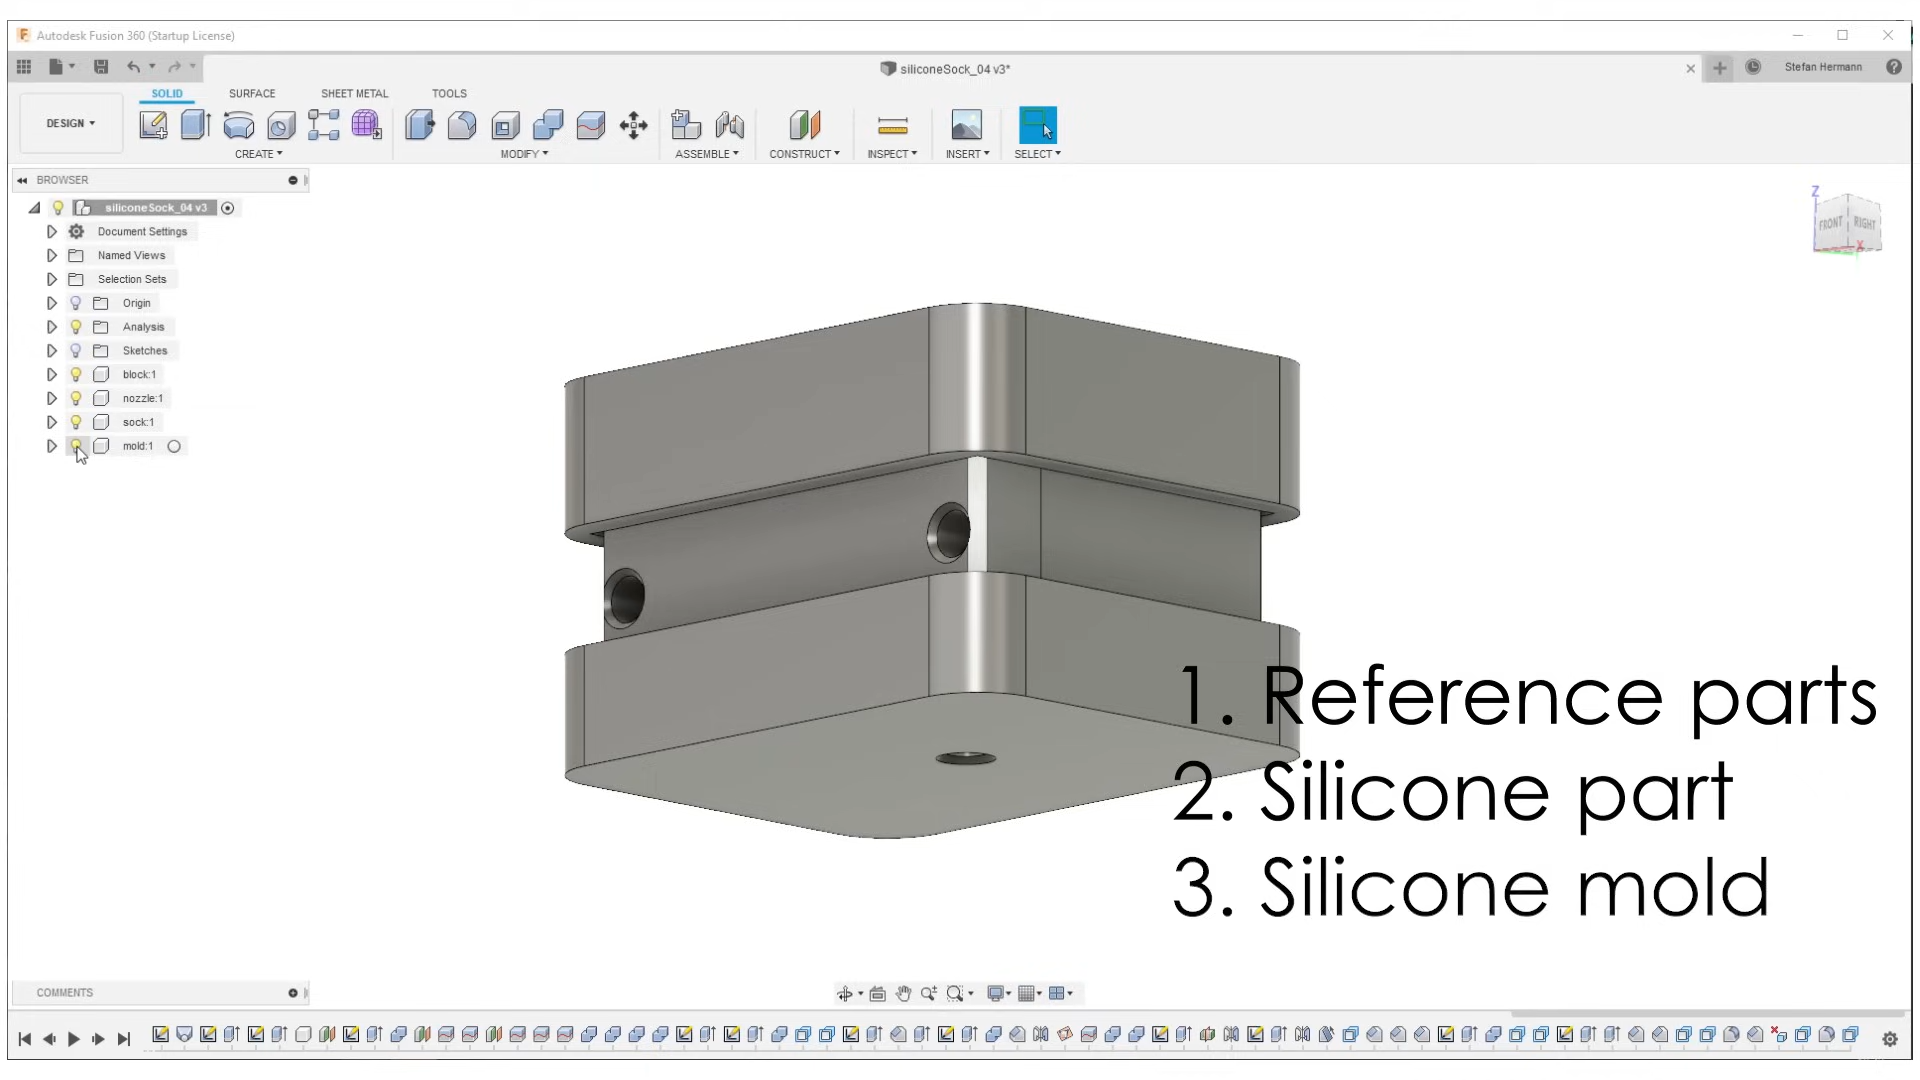 Autodesk Fusion 360 (Startup License)
siliconeSock_04 v3*
Stefan Hermann
SOLID SURFACE SHEET METAL TOOLS
DESIGN
CREATE MODIFY ASSEMBLE CONSTRUCT INSPECT INSERT SELECT
BROWSER
siliconeSock_04 v3
Document Settings
Named Views
Selection Sets
Origin
Analysis
Sketches
block:1
nozzle:1
sock:1
mold:1
Z
FRONT RIGHT
X
1. Reference parts
2. Silicone part
3. Silicone mold
COMMENTS